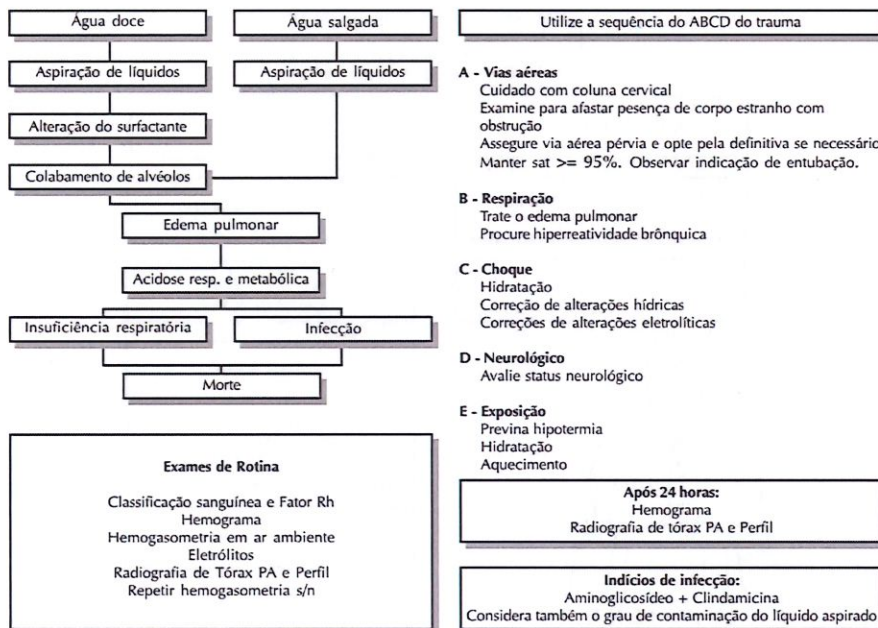 Água doce
Água salgada
Aspiração de líquidos
Aspiração de líquidos
Alteração do surfactante
Colabamento de alvéolos
Edema pulmonar
Acidose resp. e metabólica
Insuficiência respiratória
Infecção
Morte
Exames de Rotina
Classificação sanguínea e Fator Rh
Hemograma
Hemogasometria em ar ambiente
Eletrólitos
Radiografia de Tórax PA e Perfil
Repetir hemogasometria s/n
Utilize a sequência do ABCD do trauma
A - Vias aéreas
Cuidado com coluna cervical
Examine para afastar pesença de corpo estranho com
obstrução
Assegure via aérea pérvia e opte pela definitiva se necessário
Manter sat >= 95%. Observar indicação de entubação.
B - Respiração
Trate o edema pulmonar
Procure hiperreatividade brônquica
C - Choque
Hidratação
Correção de alterações hídricas
Correções de alterações eletrolíticas
D - Neurológico
Avalie status neurológico
E - Exposição
Previna hipotermia
Hidratação
Aquecimento
Após 24 horas:
Hemograma
Radiografia de tórax PA e Perfil
Indícios de infecção:
Aminoglicosídeo + Clindamicina
Considera também o grau de contaminação do líquido aspirado